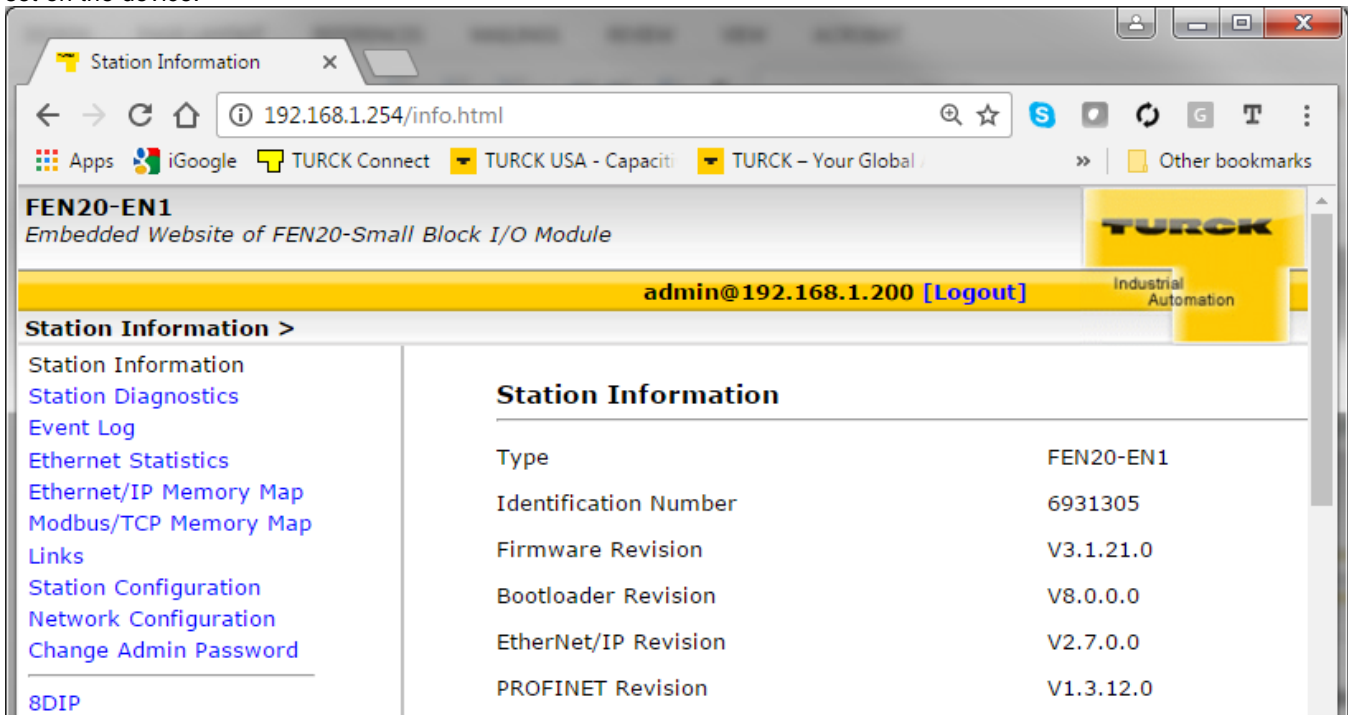 Station Information
192.168.1.254/info.html
Apps iGoogle TURCK Connect TURCK USA - Capaciti TURCK – Your Global Other bookmarks
FEN20-EN1
Embedded Website of FEN20-Small Block I/O Module
TURCK
Industrial
Automation
admin@192.168.1.200 [Logout]
Station Information >
Station Information
Station Diagnostics
Event Log
Ethernet Statistics
Ethernet/IP Memory Map
Modbus/TCP Memory Map
Links
Station Configuration
Network Configuration
Change Admin Password
8DIP
Station Information
Type FEN20-EN1
Identification Number 6931305
Firmware Revision V3.1.21.0
Bootloader Revision V8.0.0.0
EtherNet/IP Revision V2.7.0.0
PROFINET Revision V1.3.12.0